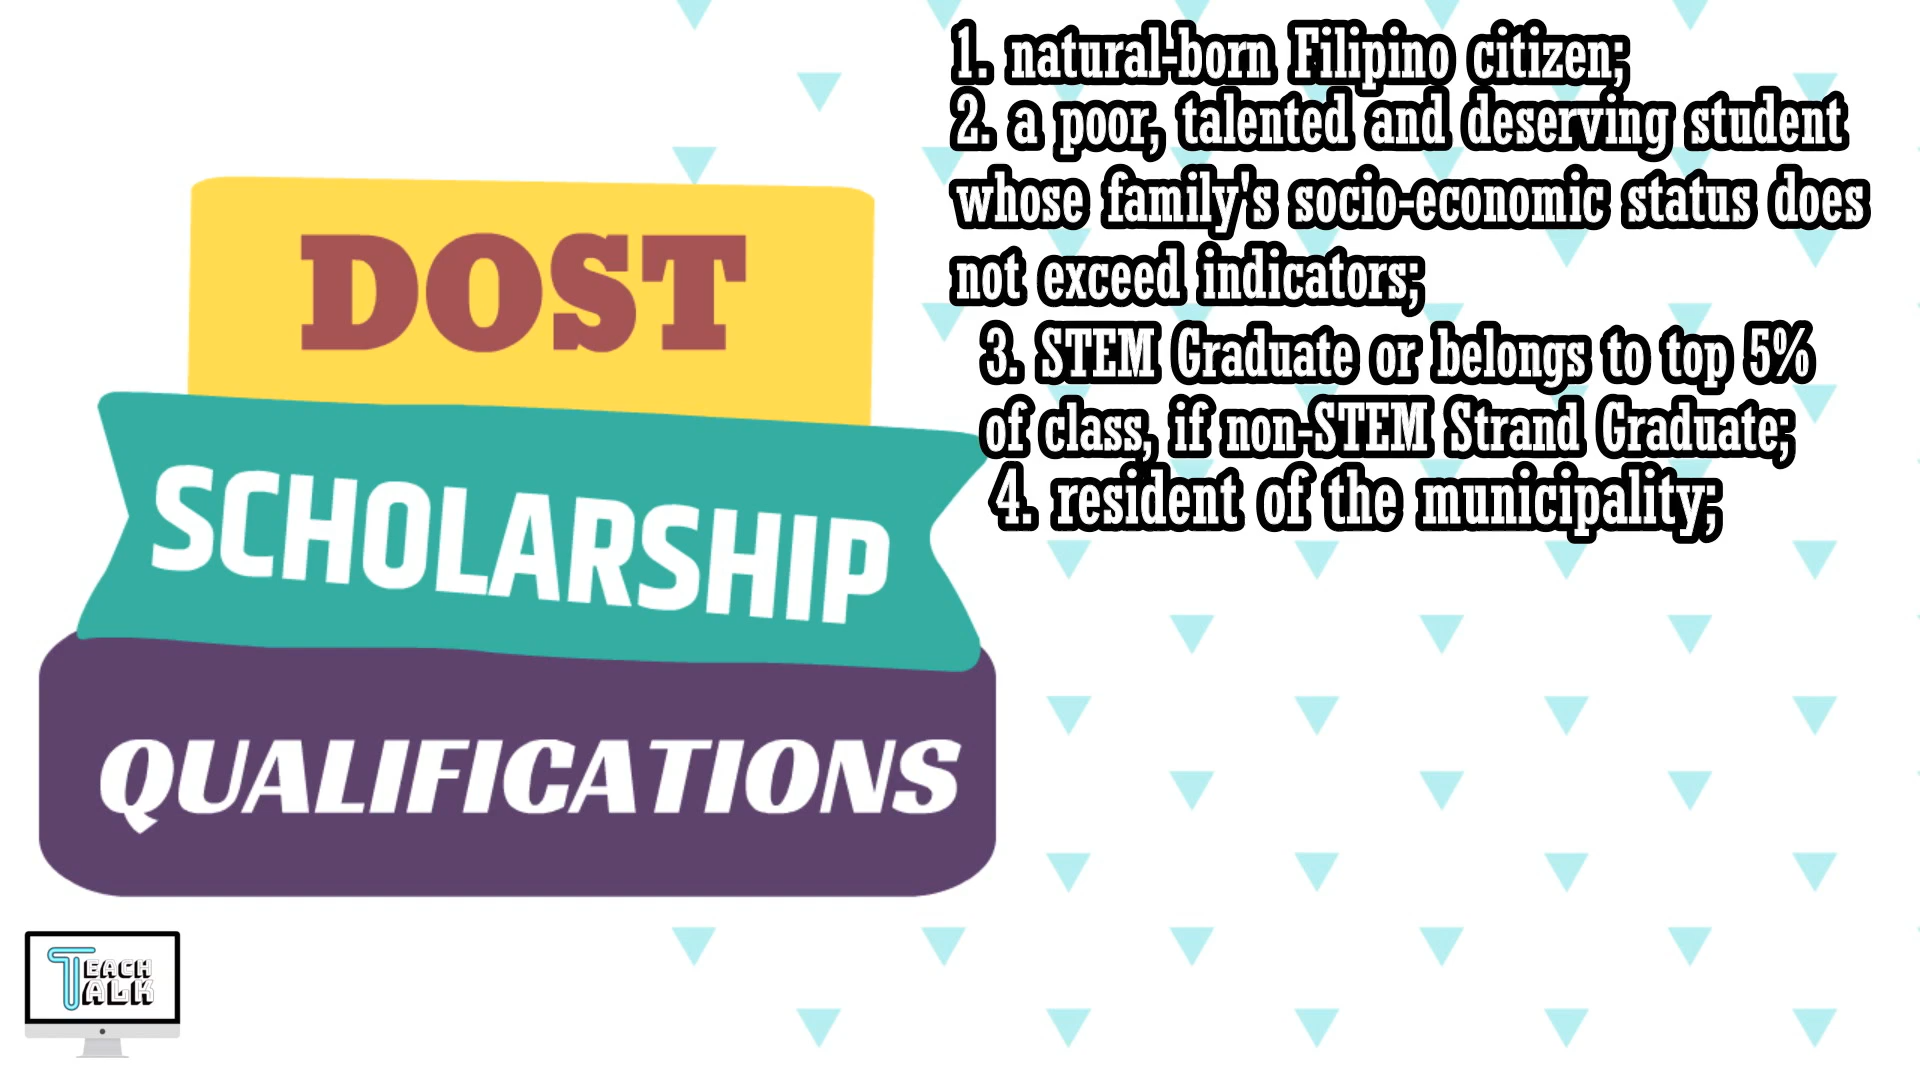 DOST
SCHOLARSHIP
QUALIFICATIONS
1. natural-born Filipino citizen;
2. a poor, talented and deserving student
whose family's socio-economic status does
not exceed indicators;
3. STEM Graduate or belongs to top 5%
of class, if non-STEM Strand Graduate;
4. resident of the municipality;
TEACH
TALK